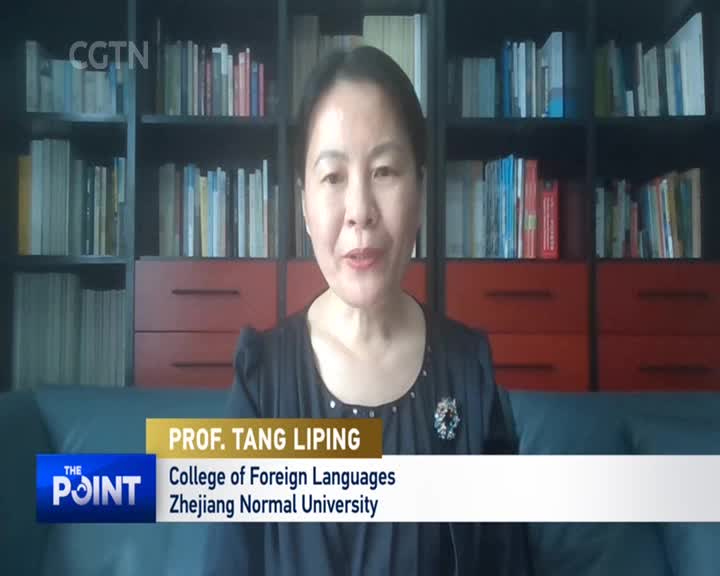 CGTN
PROF. TANG LIPING
THE
POINT
College of Foreign Languages
Zhejiang Normal University